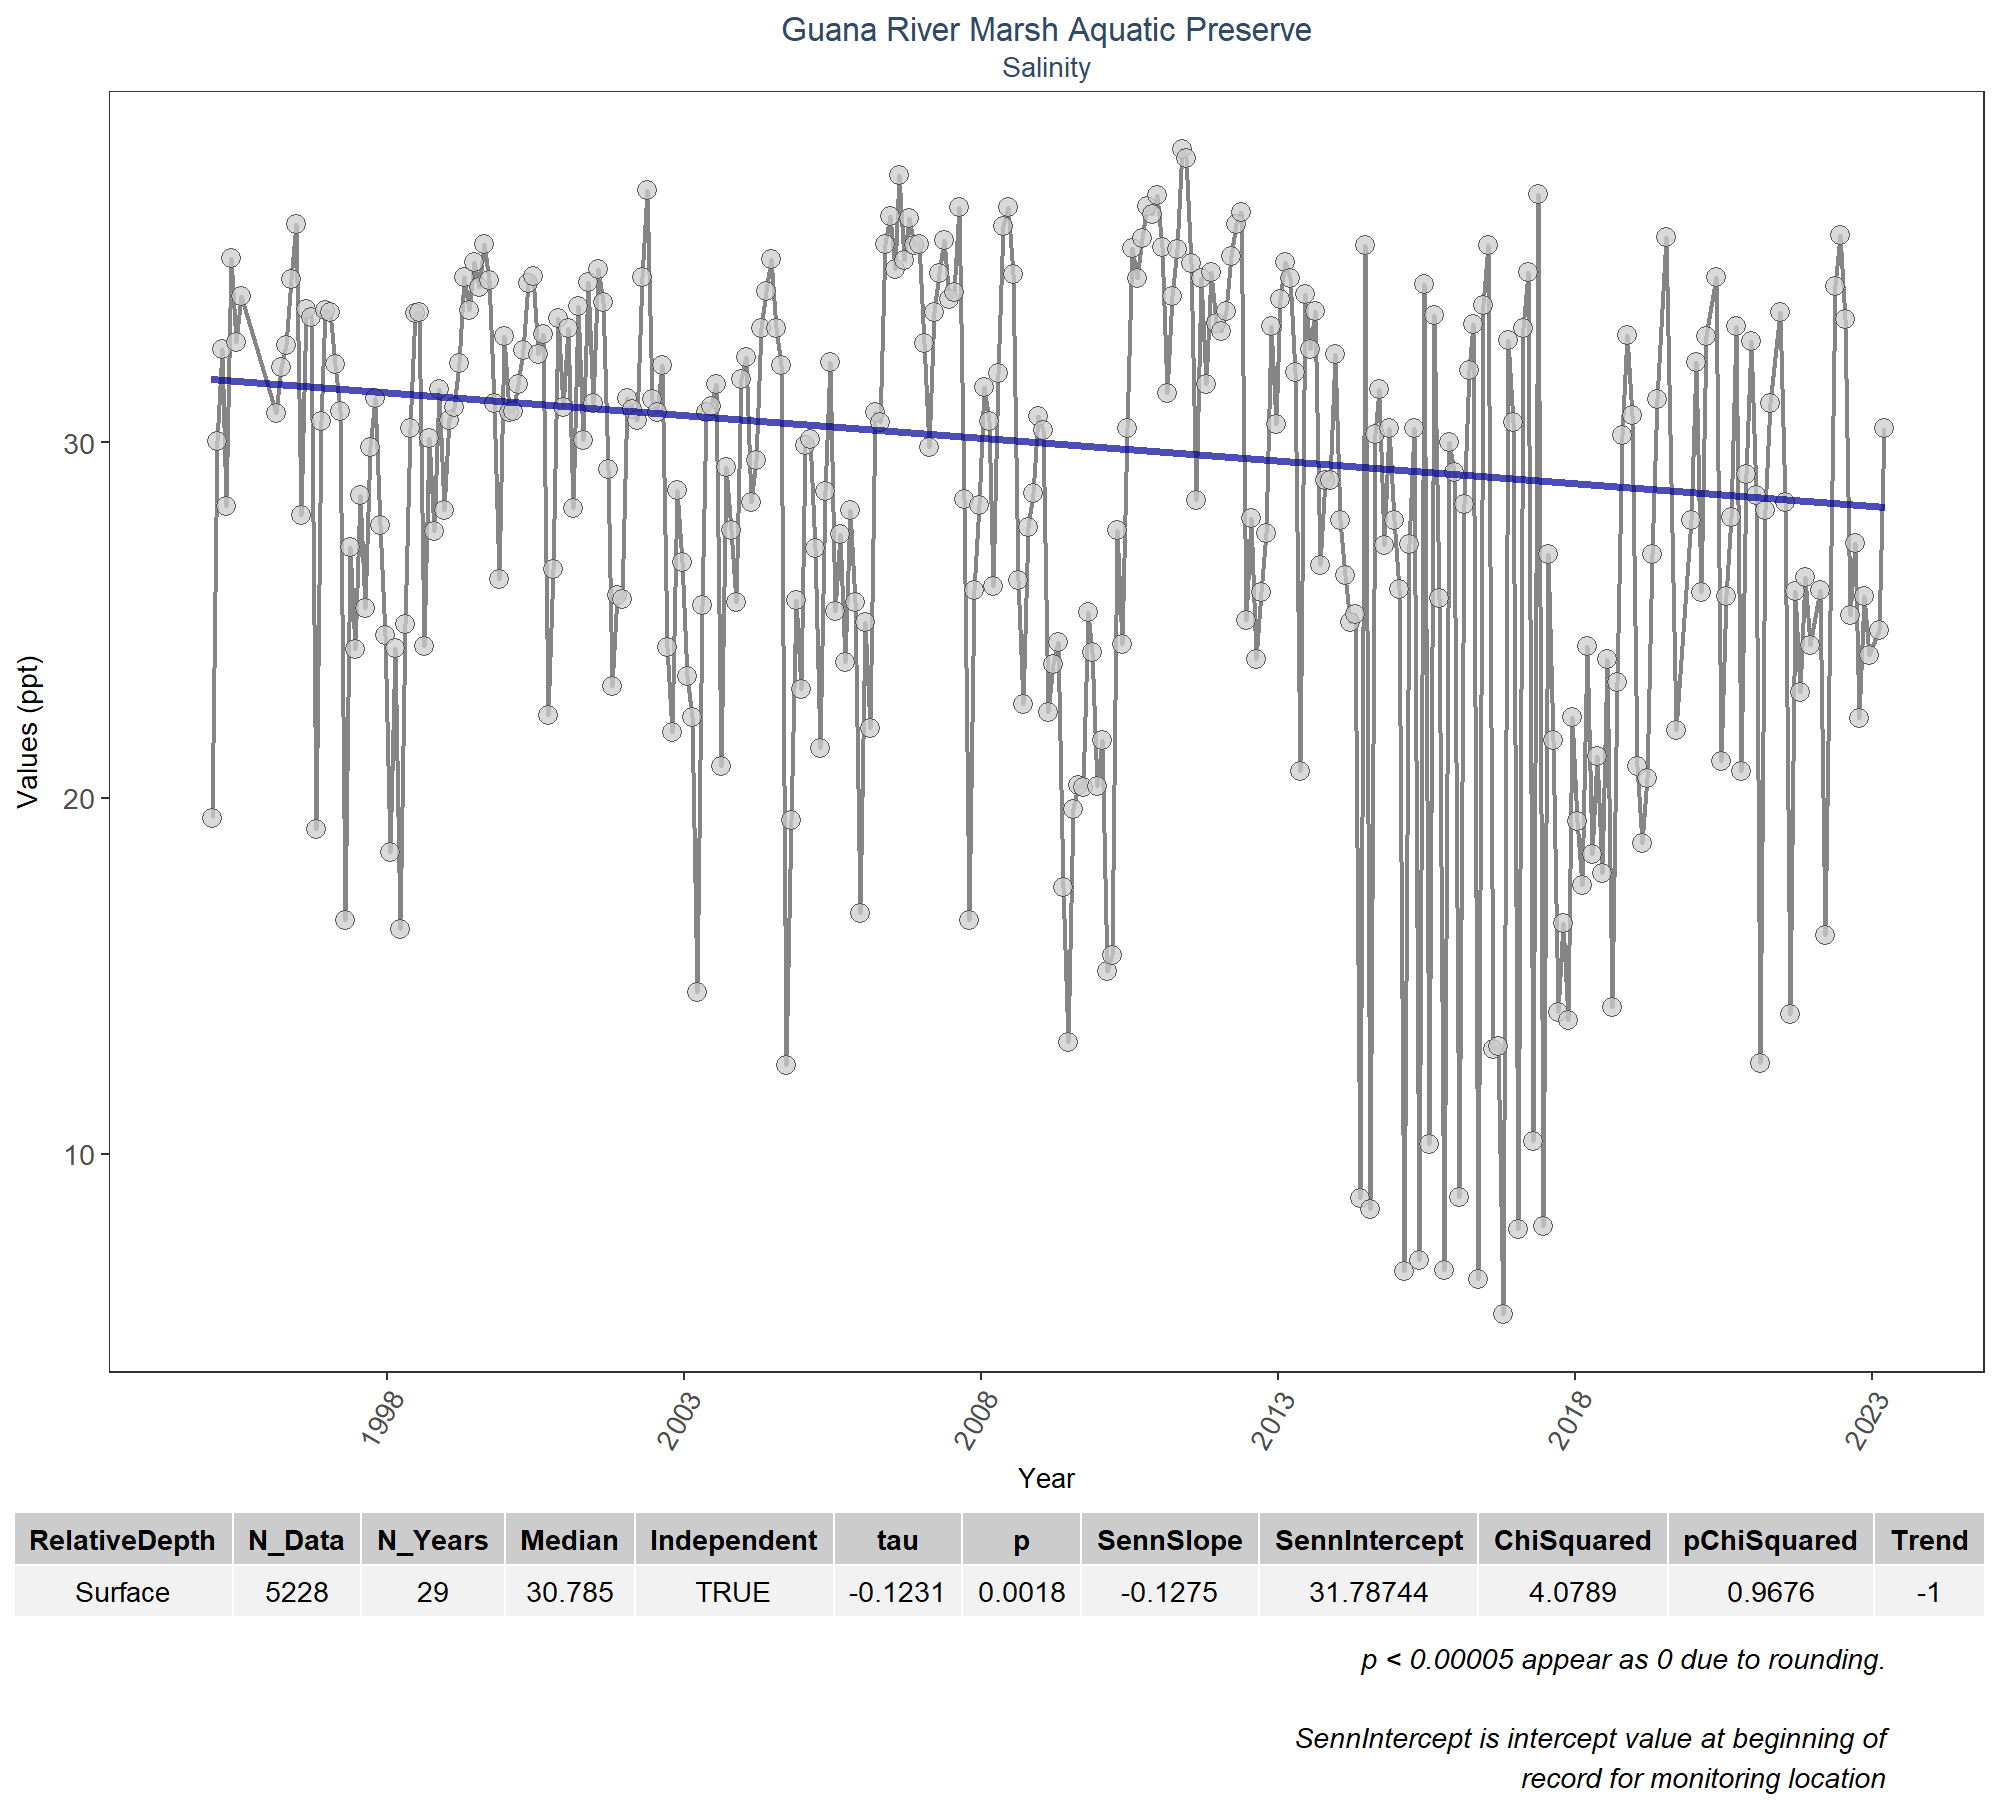 Guana River Marsh Aquatic Preserve
Salinity
Values (ppt)
30
20
10
1998 2003 2008 2013 2018 2023
Year
RelativeDepth N_Data N_Years Median Independent tau p SennSlope SennIntercept ChiSquared pChiSquared Trend
Surface 5228 29 30.785 TRUE -0.1231 0.0018 -0.1275 31.78744 4.0789 0.9676 -1
p < 0.00005 appear as 0 due to rounding.
SennIntercept is intercept value at beginning of
record for monitoring location